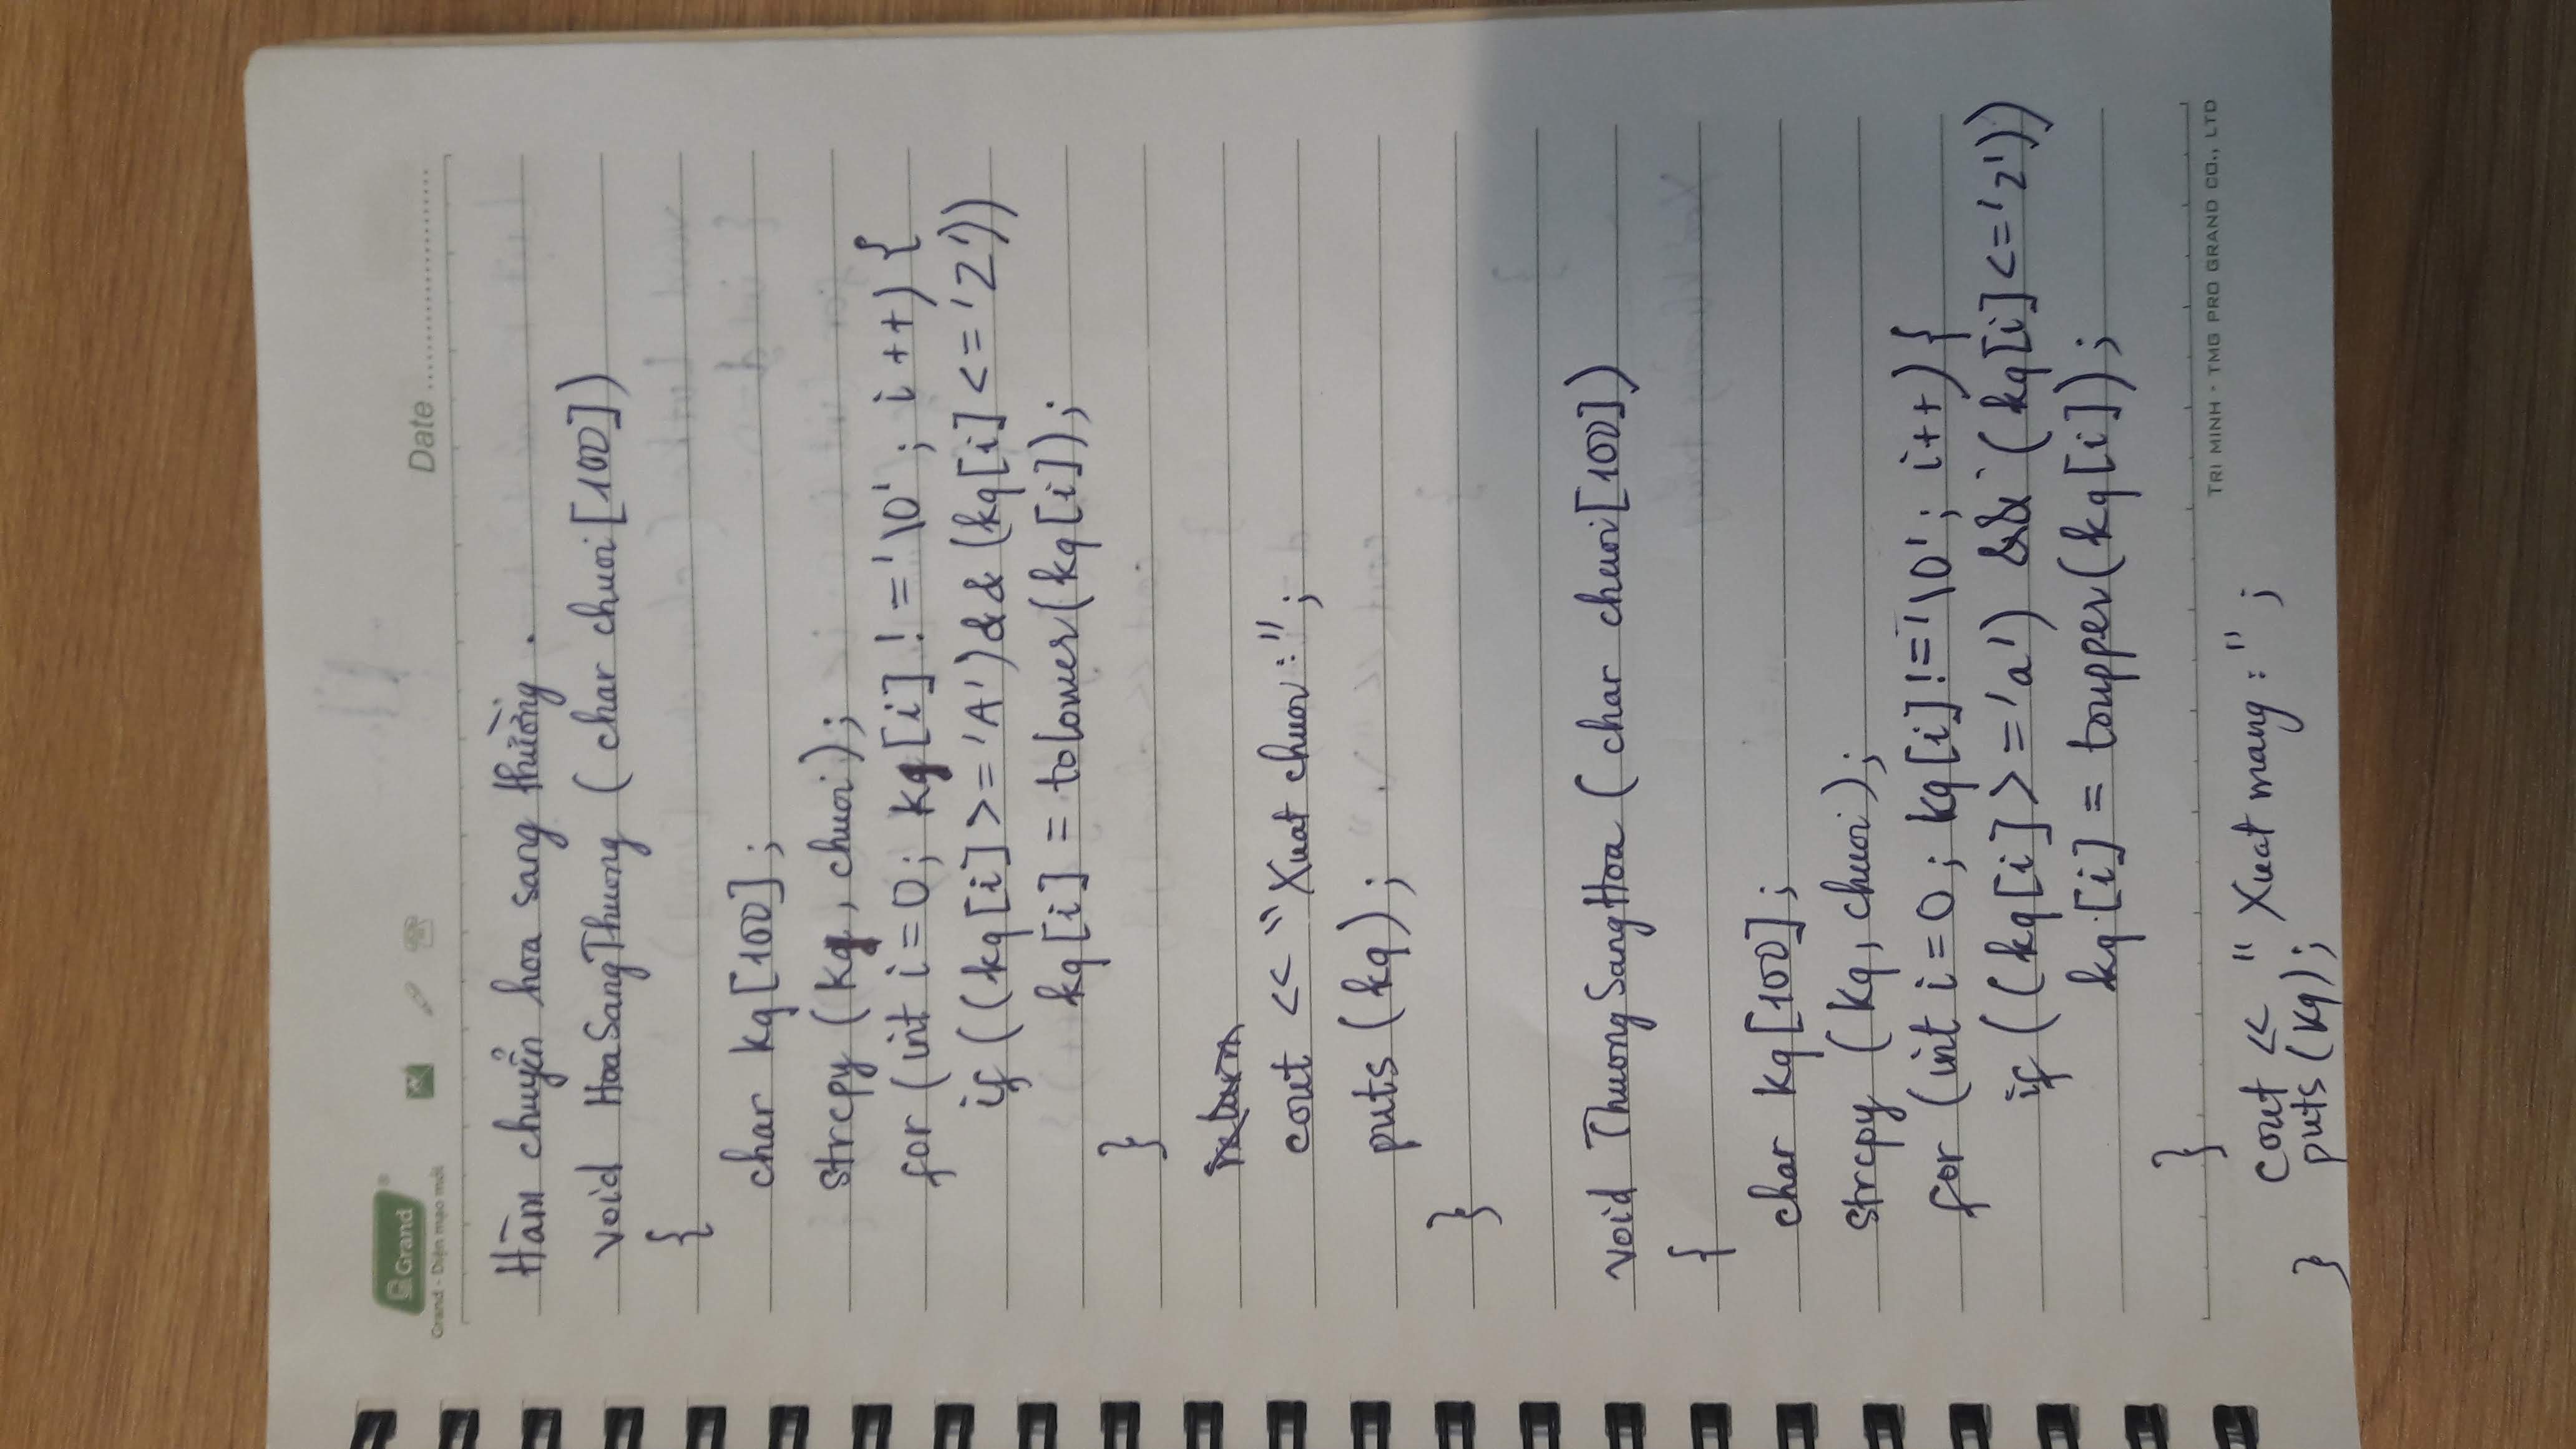 Grand
Grand - Diện mạo mới
Date
Hàm chuyển hoa sang thường.
void HoaSangThuong (char chuoi[100])
{
char kq[100];
strcpy (kq, chuoi);
for (int i=0; kq[i] != '\0'; i++) {
if ((kq[i] >= 'A') && (kq[i] <= 'Z'))
kq[i] = tolower(kq[i]);
}
return
cout << "Xuat chuoi:";
puts (kq);
}
void ThuongSangHoa (char chuoi[100])
{
char kq[100];
strcpy (kq, chuoi);
for (int i=0; kq[i] != '\0'; i++) {
if ((kq[i] >= 'a') && (kq[i] <= 'z'))
kq[i] = toupper(kq[i]);
}
TRI MINH - TMG PRO GRAND CO., LTD
cout << "Xuat mang:";
} puts (kq);